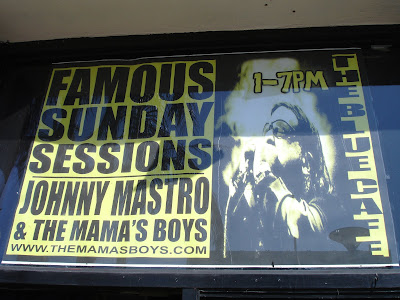 FAMOUS
SUNDAY
SESSIONS
JOHNNY MASTRO
& THE MAMA'S BOYS
WWW.THEMAMASBOYS.COM
1-7PM
THE BLUE CAFE